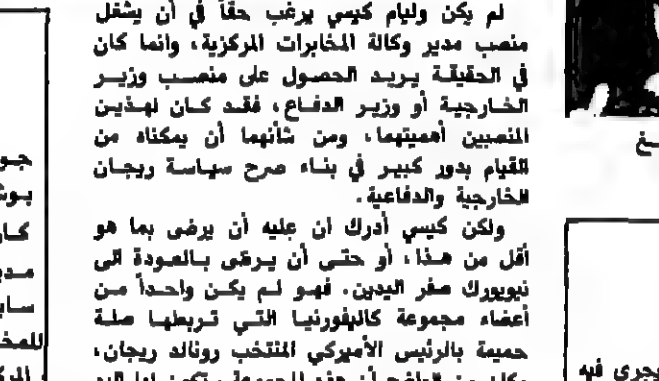 لم يكن وليام كيسي يرغب حقاً في أن يشغل
منصب مدير وكالة المخابرات المركزية، وانما كان
في الحقيقة يريد الحصول على منصب وزير
الخارجية أو وزير الدفاع، فقد كان لهذين
المنصبين أهميتهما، ومن شأنهما أن يمكناه من
القيام بدور كبير في بناء صرح سياسة ريجان
الخارجية والدفاعية.
ولكن كيسي أدرك ان عليه أن يرضى بما هو
أقل من هذا، أو حتى أن يرضى بالعودة الى
نيويورك صفر اليدين. فهو لم يكن واحداً من
أعضاء مجموعة كاليفورنيا التي تربطها صلة
حميمة بالرئيس الأميركي المنتخب رونالد ريجان،
يجري فيه